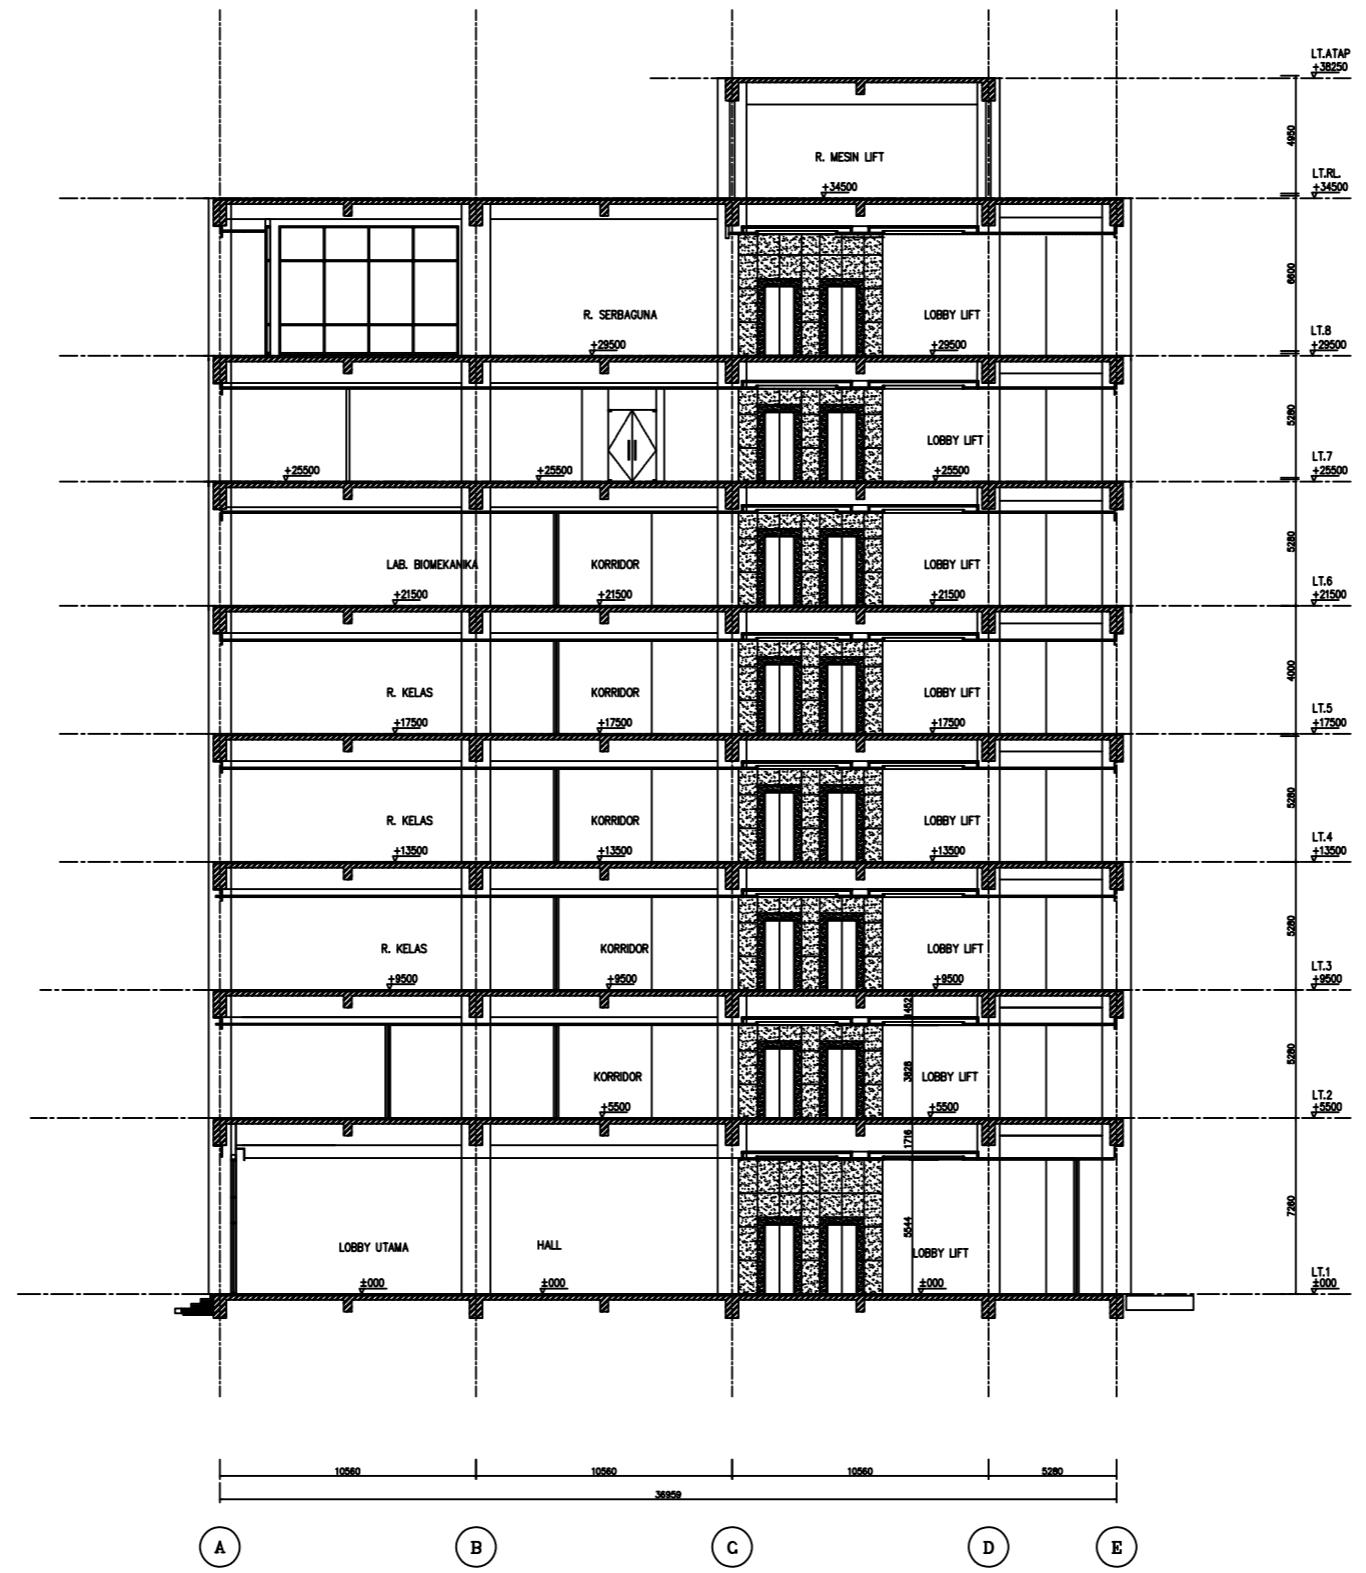 LT.ATAP
+38250
4950
R. MESIN LIFT
+34500
LT.RL.
+34500
6600
R. SERBAGUNA
LOBBY LIFT
+29500
+29500
LT.8
+29500
5280
LOBBY LIFT
+25500
+25500
+25500
LT.7
+25500
5280
LAB. BIOMEKANIKA
KORRIDOR
LOBBY LIFT
+21500
+21500
+21500
LT.6
+21500
4000
R. KELAS
KORRIDOR
LOBBY LIFT
+17500
+17500
+17500
LT.5
+17500
5280
R. KELAS
KORRIDOR
LOBBY LIFT
+13500
+13500
+13500
LT.4
+13500
5280
R. KELAS
KORRIDOR
LOBBY LIFT
+9500
+9500
+9500
LT.3
+9500
1452
5280
3828
KORRIDOR
LOBBY LIFT
+5500
+5500
LT.2
+5500
1716
7260
5544
LOBBY UTAMA
HALL
LOBBY LIFT
±000
±000
±000
LT.1
±000
10560
10560
10560
5280
36959
A
B
C
D
E